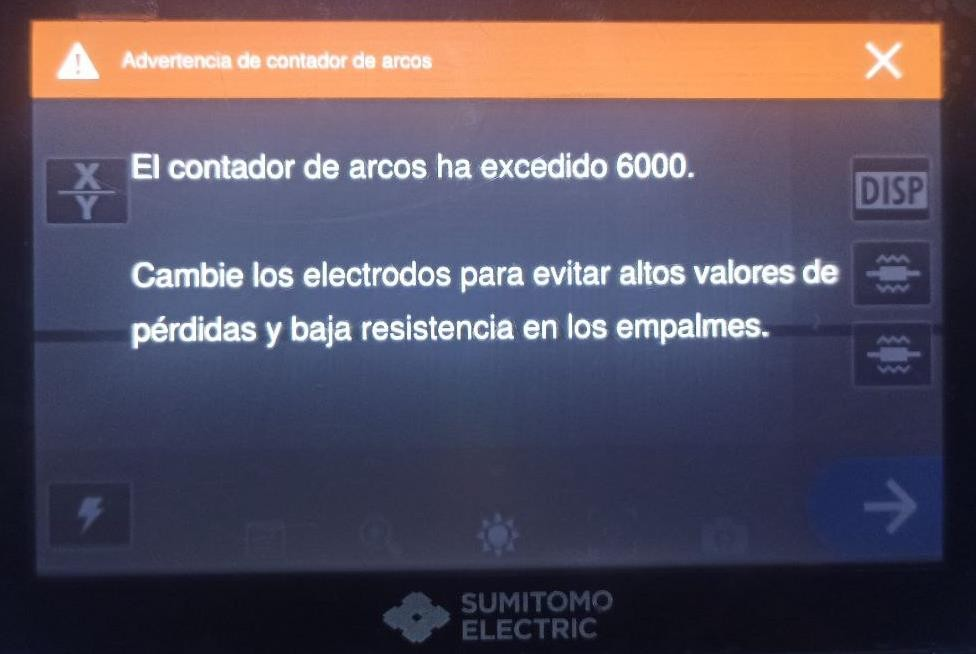 Advertencia de contador de arcos
El contador de arcos ha excedido 6000.
X
Y
DISP
Cambie los electrodos para evitar altos valores de
pérdidas y baja resistencia en los empalmes.
SUMITOMO
ELECTRIC